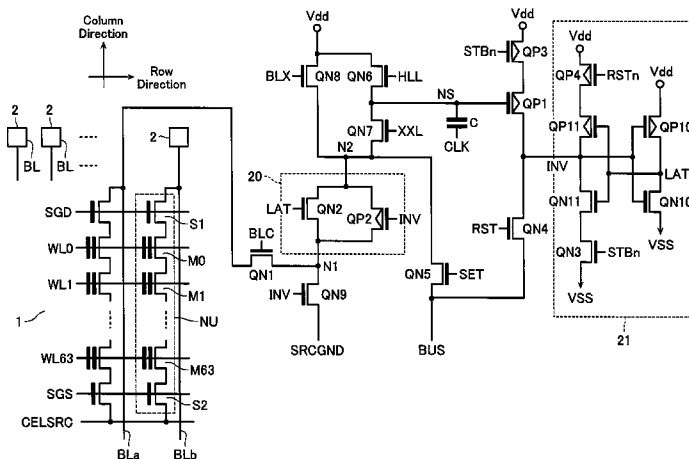 Column
Direction
Row
Direction
2
2
BL
BL
2
SGD
WL0
WL1
1
WL63
SGS
CELSRC
S1
M0
M1
NU
M63
S2
BLa
BLb
Vdd
BLX
QN8
QN6
HLL
NS
QN7
XXL
N2
C
CLK
20
LAT
QN2
QP2
INV
BLC
QN1
N1
INV
QN9
SRCGND
QN5
SET
BUS
Vdd
STBn
QP3
QP1
INV
RST
QN4
Vdd
QP4
RSTn
Vdd
QP11
QP10
LAT
QN11
QN10
VSS
QN3
STBn
VSS
21